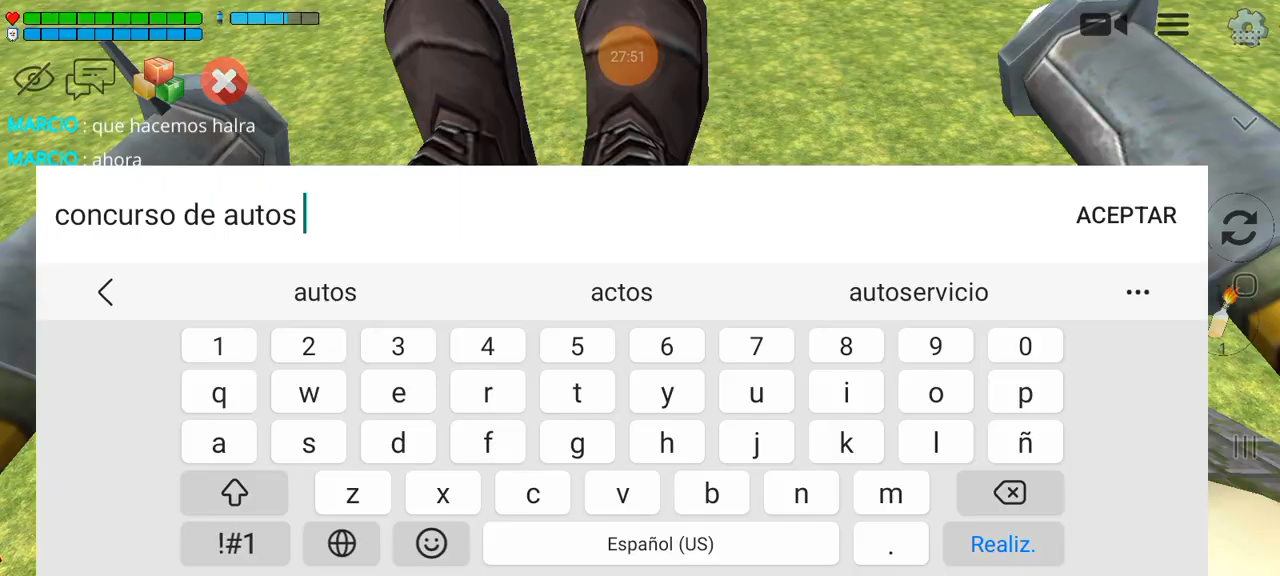 27:51
MARCIO : que hacemos halra
MARCIO : ahora
concurso de autos
ACEPTAR
autos actos autoservicio ...
1 2 3 4 5 6 7 8 9 0
q w e r t y u i o p
a s d f g h j k l ñ
z x c v b n m
!#1 Español (US) . Realiz.
1